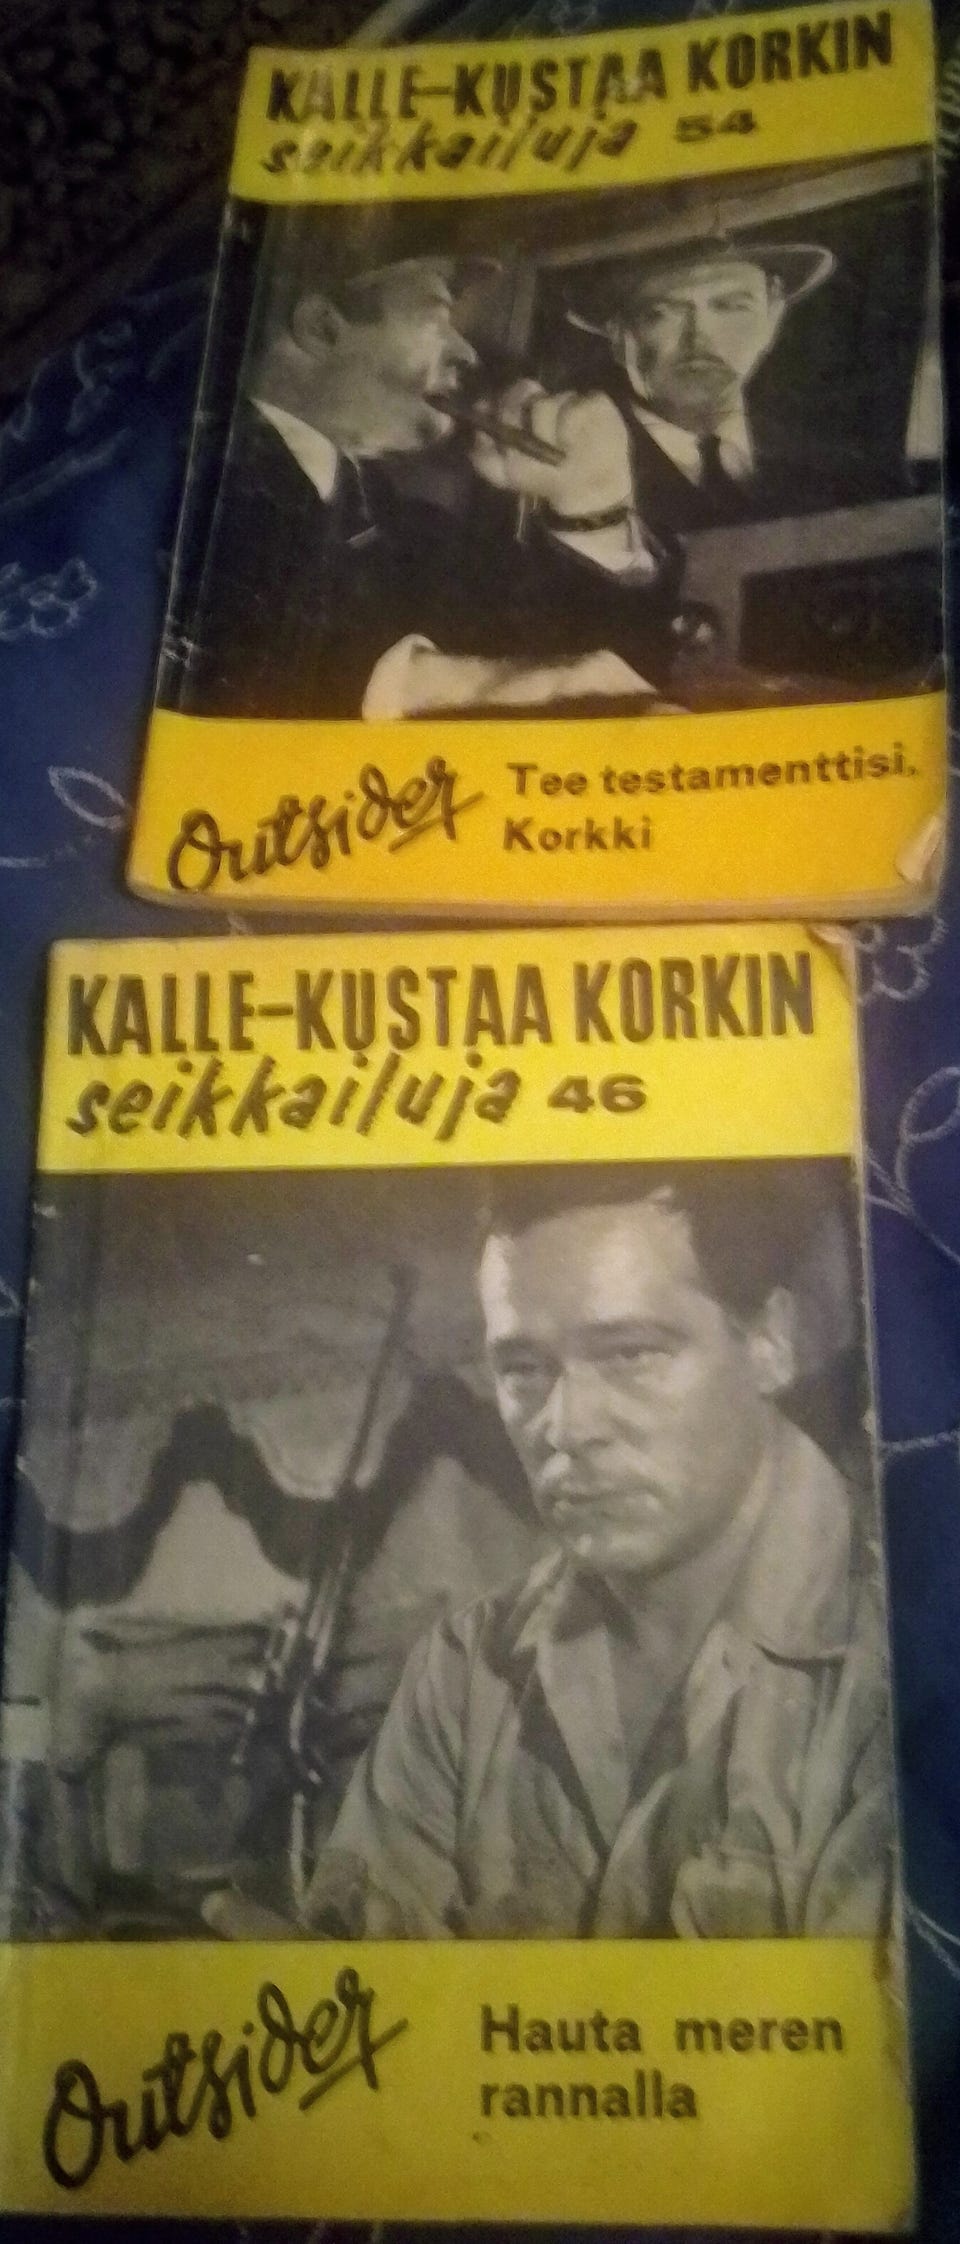 KALLE-KUSTAA KORKIN
seikkailuja 54
Outsider
Tee testamenttisi,
Korkki
KALLE-KUSTAA KORKIN
seikkailuja 46
Outsider
Hauta meren
rannalla